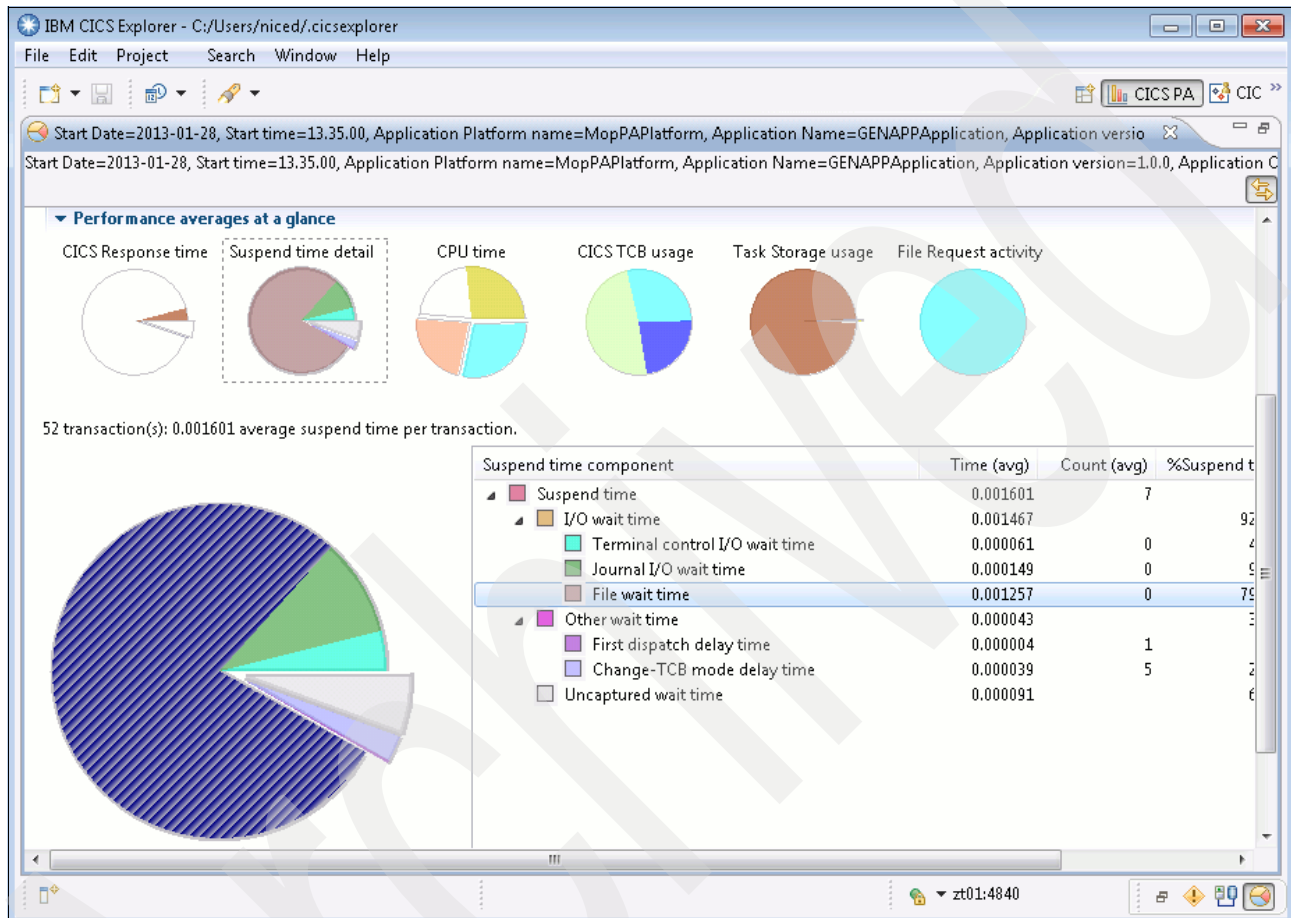 IBM CICS Explorer - C:/Users/niced/.cicsexplorer
File Edit Project Search Window Help
CICS PA CIC
Start Date=2013-01-28, Start time=13.35.00, Application Platform name=MopPAPlatform, Application Name=GENAPPApplication, Application versio
Start Date=2013-01-28, Start time=13.35.00, Application Platform name=MopPAPlatform, Application Name=GENAPPApplication, Application version=1.0.0, Application C
Performance averages at a glance
CICS Response time Suspend time detail CPU time CICS TCB usage Task Storage usage File Request activity
52 transaction(s): 0.001601 average suspend time per transaction.
Suspend time component Time (avg) Count (avg) %Suspend t
Suspend time 0.001601 7
I/O wait time 0.001467 92
Terminal control I/O wait time 0.000061 0 4
Journal I/O wait time 0.000149 0 9
File wait time 0.001257 0 79
Other wait time 0.000043 3
First dispatch delay time 0.000004 1
Change-TCB mode delay time 0.000039 5 2
Uncaptured wait time 0.000091 6
zt01:4840